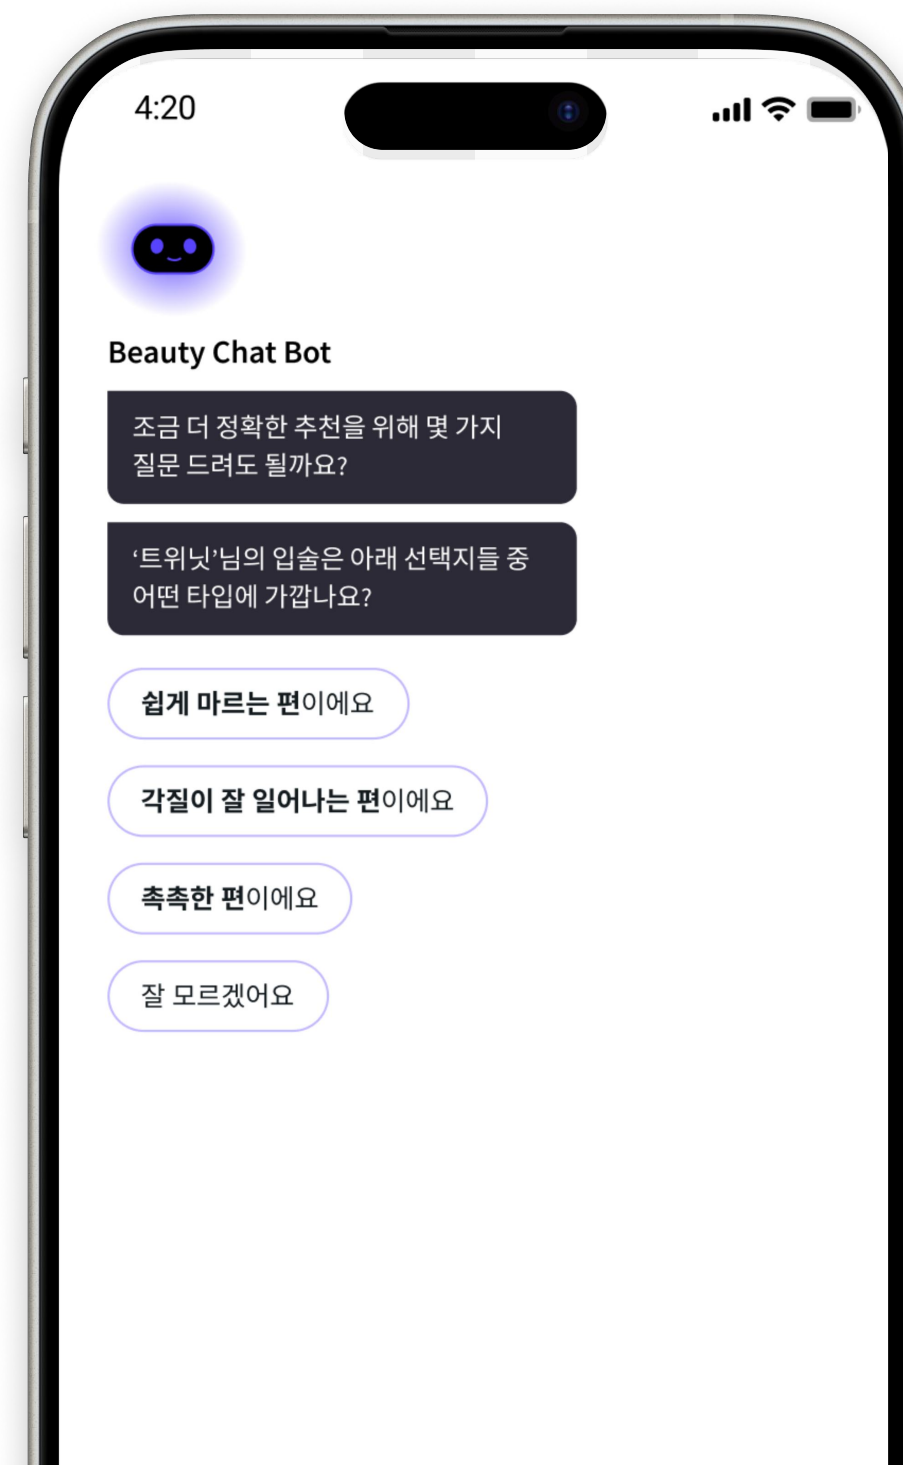 4:20
Beauty Chat Bot
조금 더 정확한 추천을 위해 몇 가지
질문 드려도 될까요?
‘트위닛’님의 입술은 아래 선택지들 중
어떤 타입에 가깝나요?
쉽게 마르는 편이에요
각질이 잘 일어나는 편이에요
촉촉한 편이에요
잘 모르겠어요